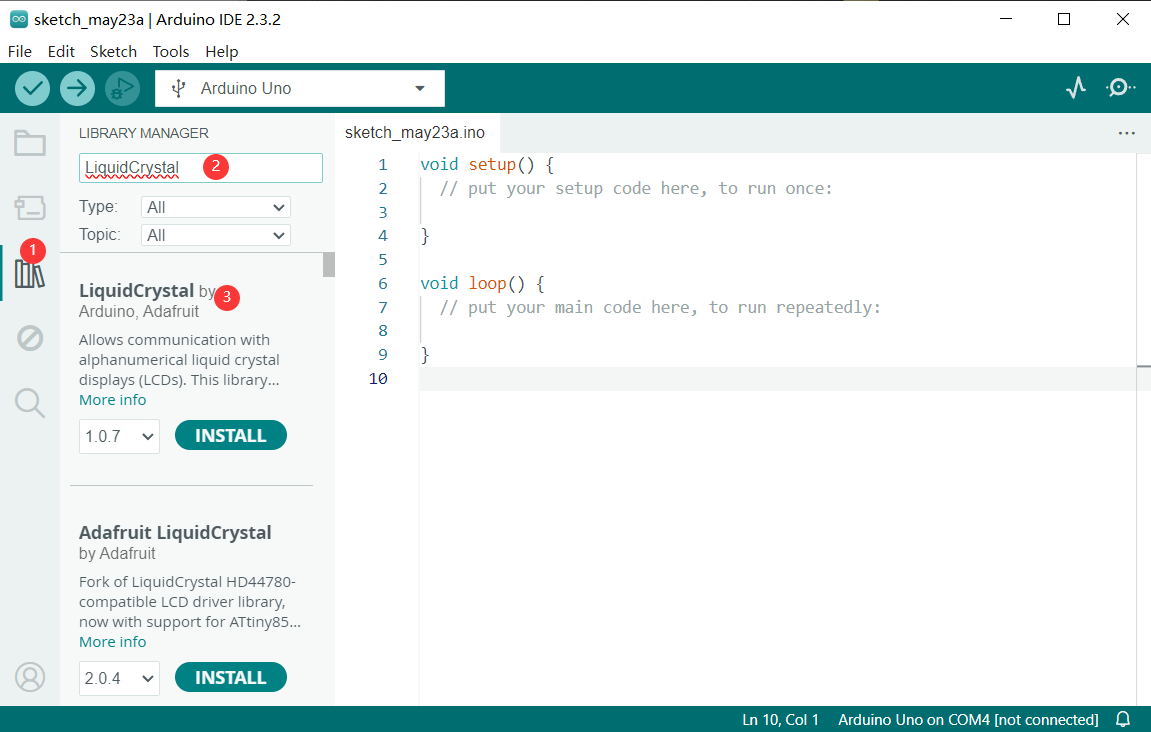 sketch_may23a | Arduino IDE 2.3.2
File Edit Sketch Tools Help
Arduino Uno
LIBRARY MANAGER
LiquidCrystal 2
Type: All
Topic: All
1
LiquidCrystal by 3
Arduino, Adafruit
Allows communication with
alphanumerical liquid crystal
displays (LCDs). This library...
More info
1.0.7 INSTALL
Adafruit LiquidCrystal
by Adafruit
Fork of LiquidCrystal HD44780-
compatible LCD driver library,
now with support for ATtiny85...
More info
2.0.4 INSTALL
sketch_may23a.ino
1 void setup() {
2 // put your setup code here, to run once:
3
4 }
5
6 void loop() {
7 // put your main code here, to run repeatedly:
8
9 }
10
Ln 10, Col 1 Arduino Uno on COM4 [not connected]